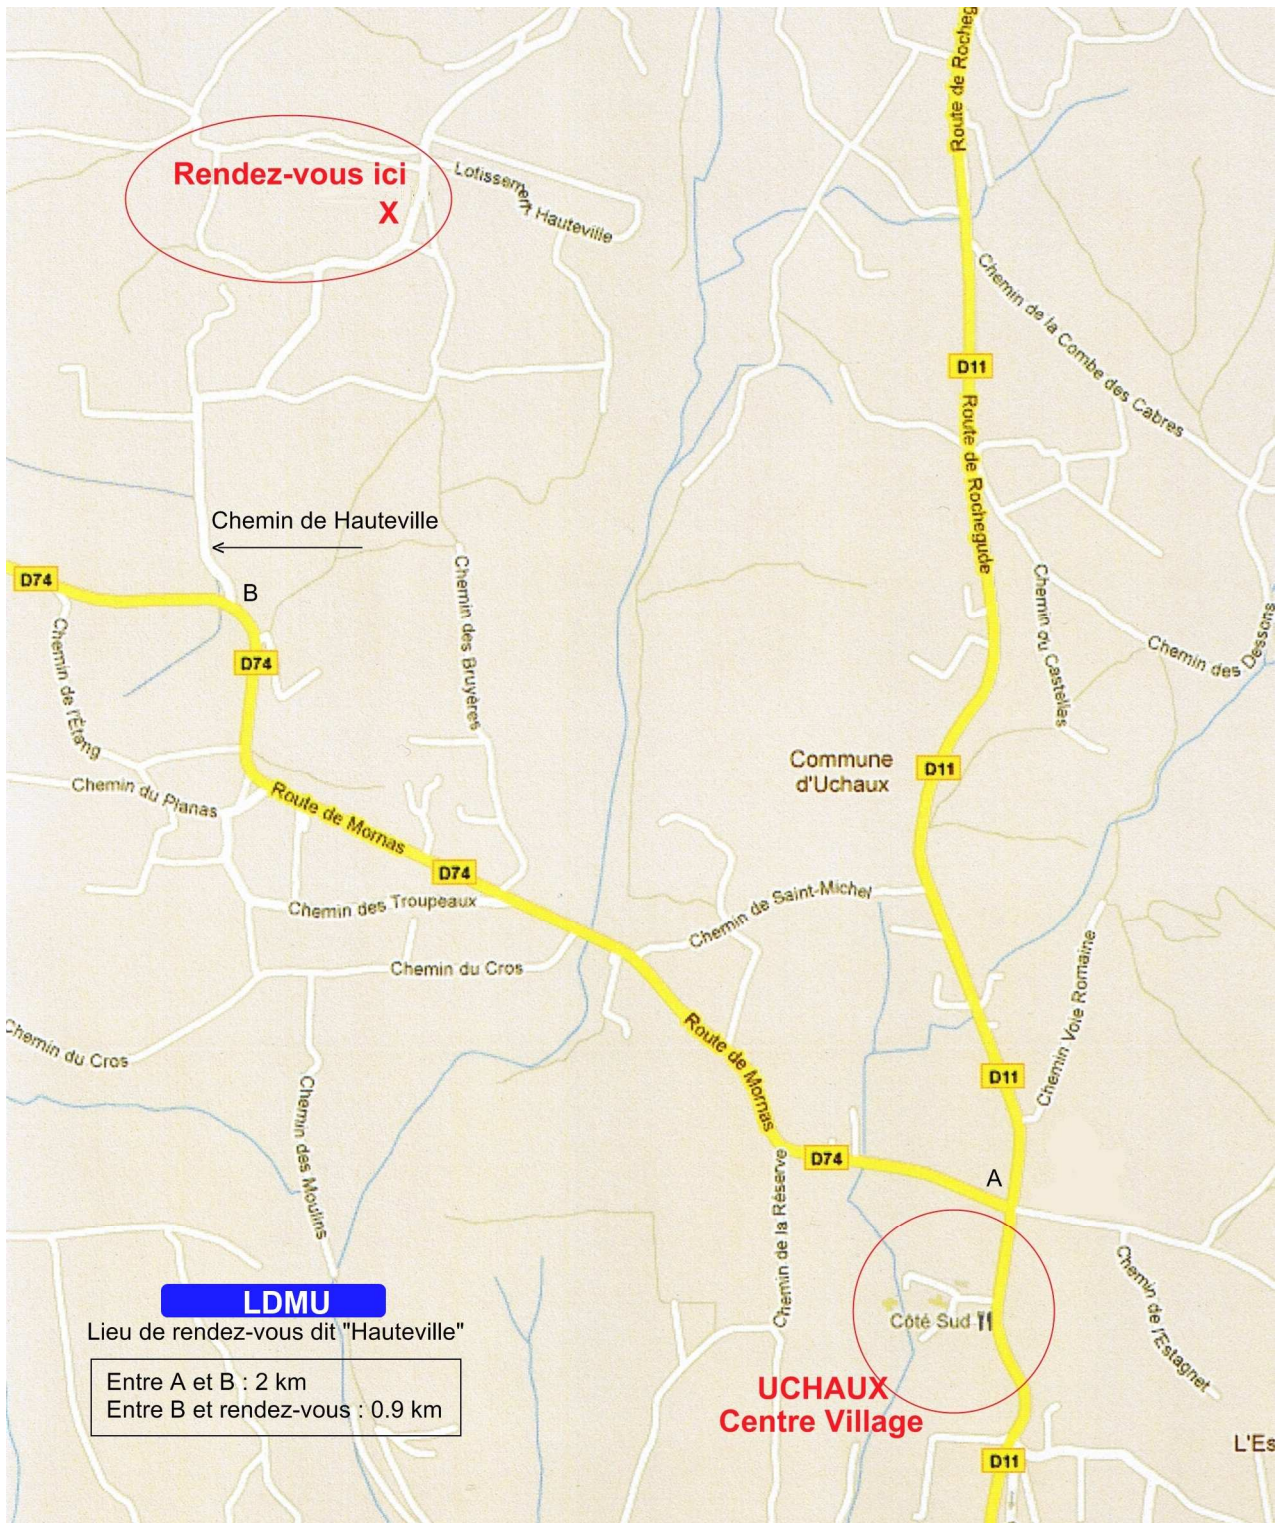 Route de Rocheg
Rendez-vous ici
X
Lotissement Hauteville
Chemin de la Combe des Cabres
D11
Route de Rochegude
Chemin de Hauteville
D74
B
Chemin des Bruyères
Chemin du Castellas
Chemin des Dessons
Chemin de l'Étang
D74
Commune
d'Uchaux
D11
Chemin du Planas
Route de Mornas
D74
Chemin des Troupeaux
Chemin de Saint-Michel
Chemin du Cros
Chemin Voie Romaine
Route de Mornas
Chemin du Cros
D11
Chemin des Moulins
D74
A
Chemin de la Réserve
Chemin de l'Estagnet
LDMU
Lieu de rendez-vous dit "Hauteville"
Entre A et B : 2 km
Entre B et rendez-vous : 0.9 km
Côté Sud
UCHAUX
Centre Village
L'Es
D11